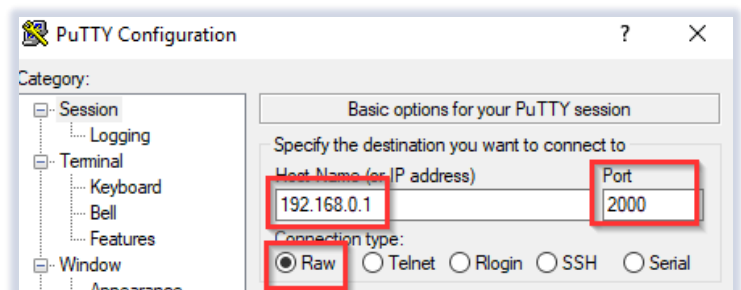 PuTTY Configuration ? ×
Category:
Session
Logging
Terminal
Keyboard
Bell
Features
Window
Appearance
Basic options for your PuTTY session
Specify the destination you want to connect to
Host Name (or IP address) Port
192.168.0.1 2000
Connection type:
Raw Telnet Rlogin SSH Serial